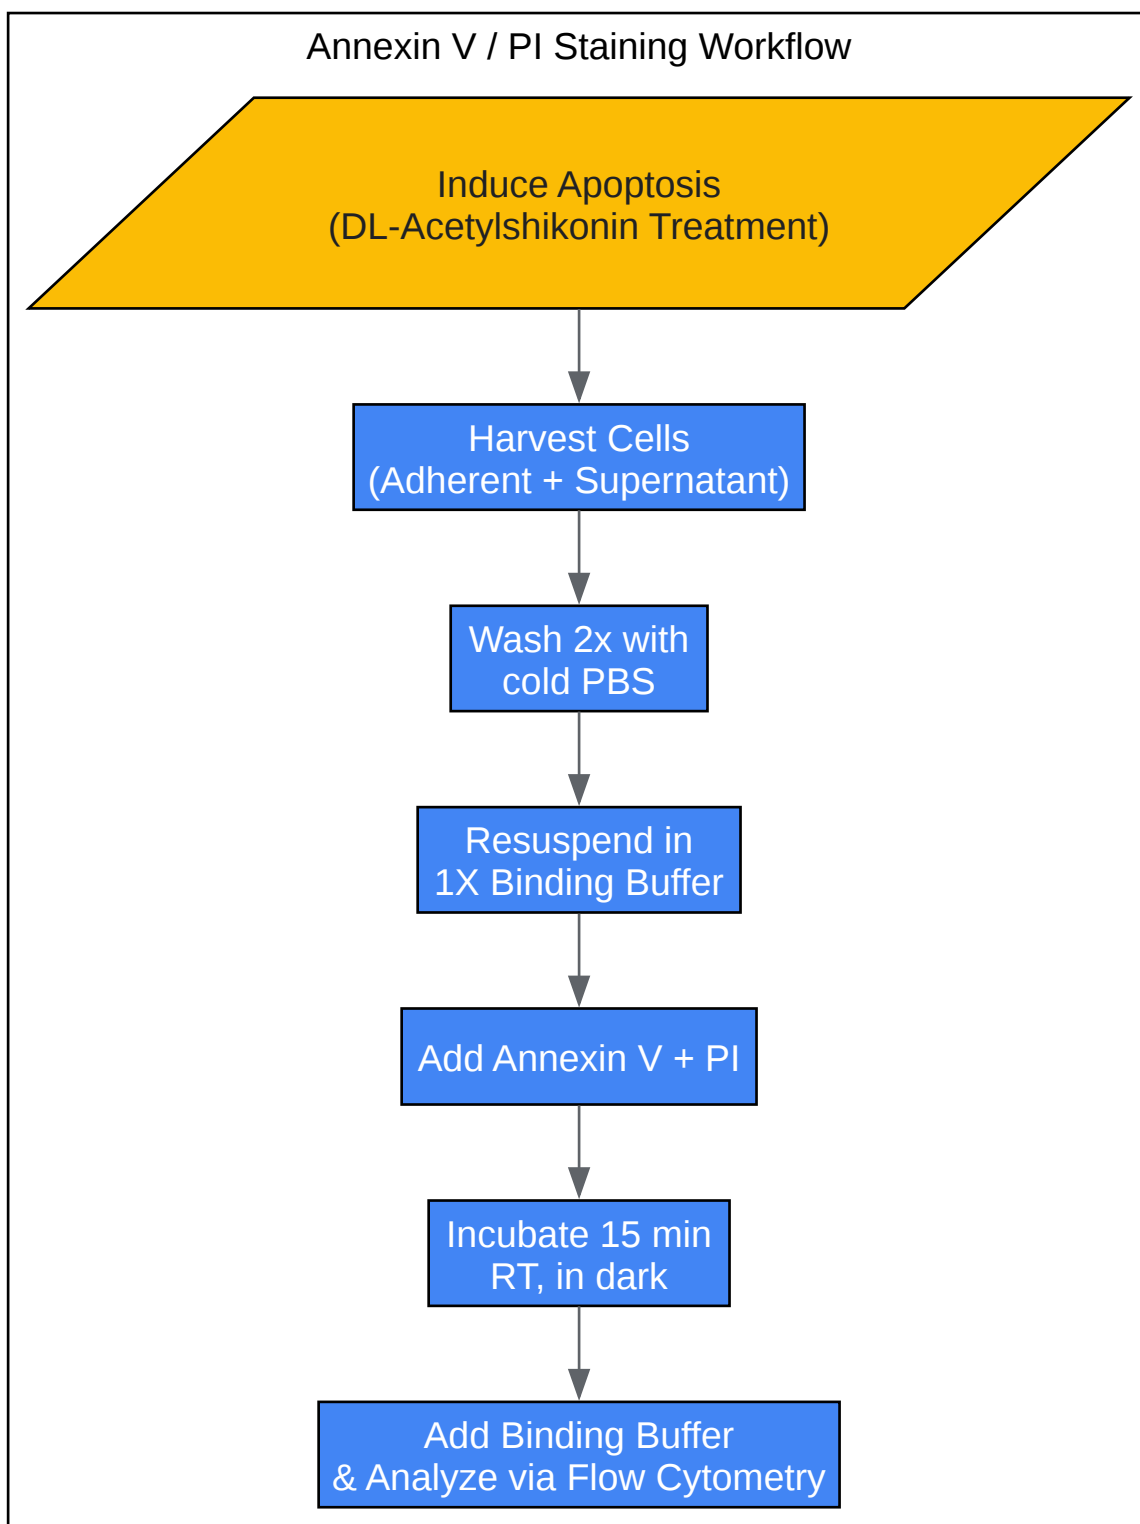 Annexin V / PI Staining Workflow
Induce Apoptosis
(DL-Acetylshikonin Treatment)
Harvest Cells
(Adherent + Supernatant)
Wash 2x with
cold PBS
Resuspend in
1X Binding Buffer
Add Annexin V + PI
Incubate 15 min
RT, in dark
Add Binding Buffer
& Analyze via Flow Cytometry